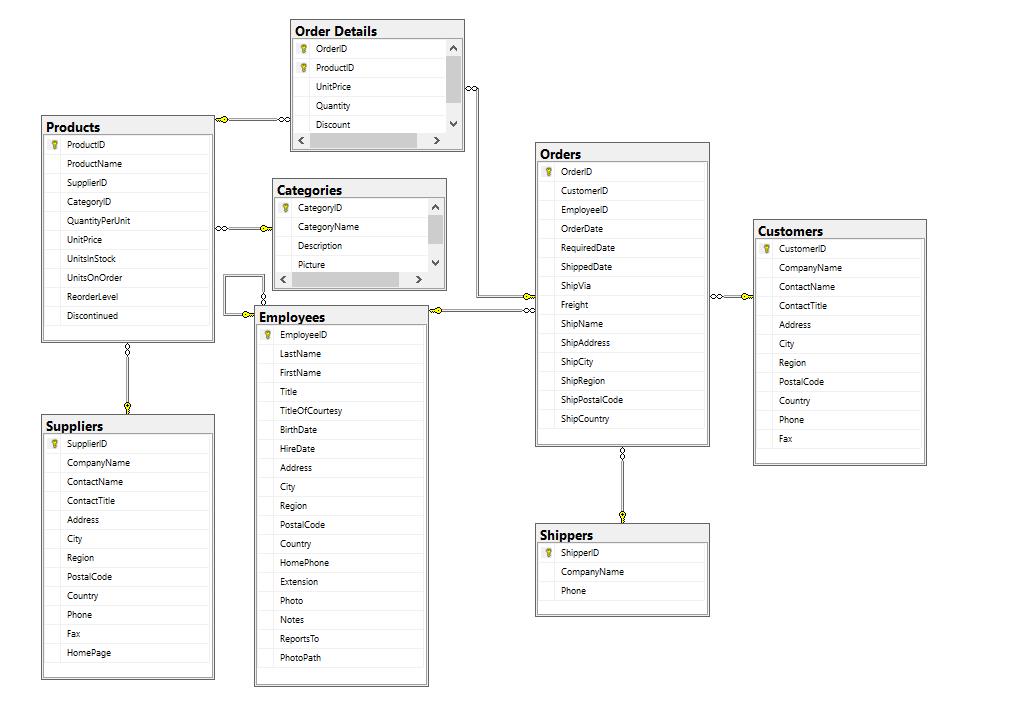 Order Details
OrderID
ProductID
UnitPrice
Quantity
Discount
Products
ProductID
ProductName
SupplierID
CategoryID
QuantityPerUnit
UnitPrice
UnitsInStock
UnitsOnOrder
ReorderLevel
Discontinued
Categories
CategoryID
CategoryName
Description
Picture
Orders
OrderID
CustomerID
EmployeeID
OrderDate
RequiredDate
ShippedDate
ShipVia
Freight
ShipName
ShipAddress
ShipCity
ShipRegion
ShipPostalCode
ShipCountry
Customers
CustomerID
CompanyName
ContactName
ContactTitle
Address
City
Region
PostalCode
Country
Phone
Fax
Employees
EmployeeID
LastName
FirstName
Title
TitleOfCourtesy
BirthDate
HireDate
Address
City
Region
PostalCode
Country
HomePhone
Extension
Photo
Notes
ReportsTo
PhotoPath
Suppliers
SupplierID
CompanyName
ContactName
ContactTitle
Address
City
Region
PostalCode
Country
Phone
Fax
HomePage
Shippers
ShipperID
CompanyName
Phone